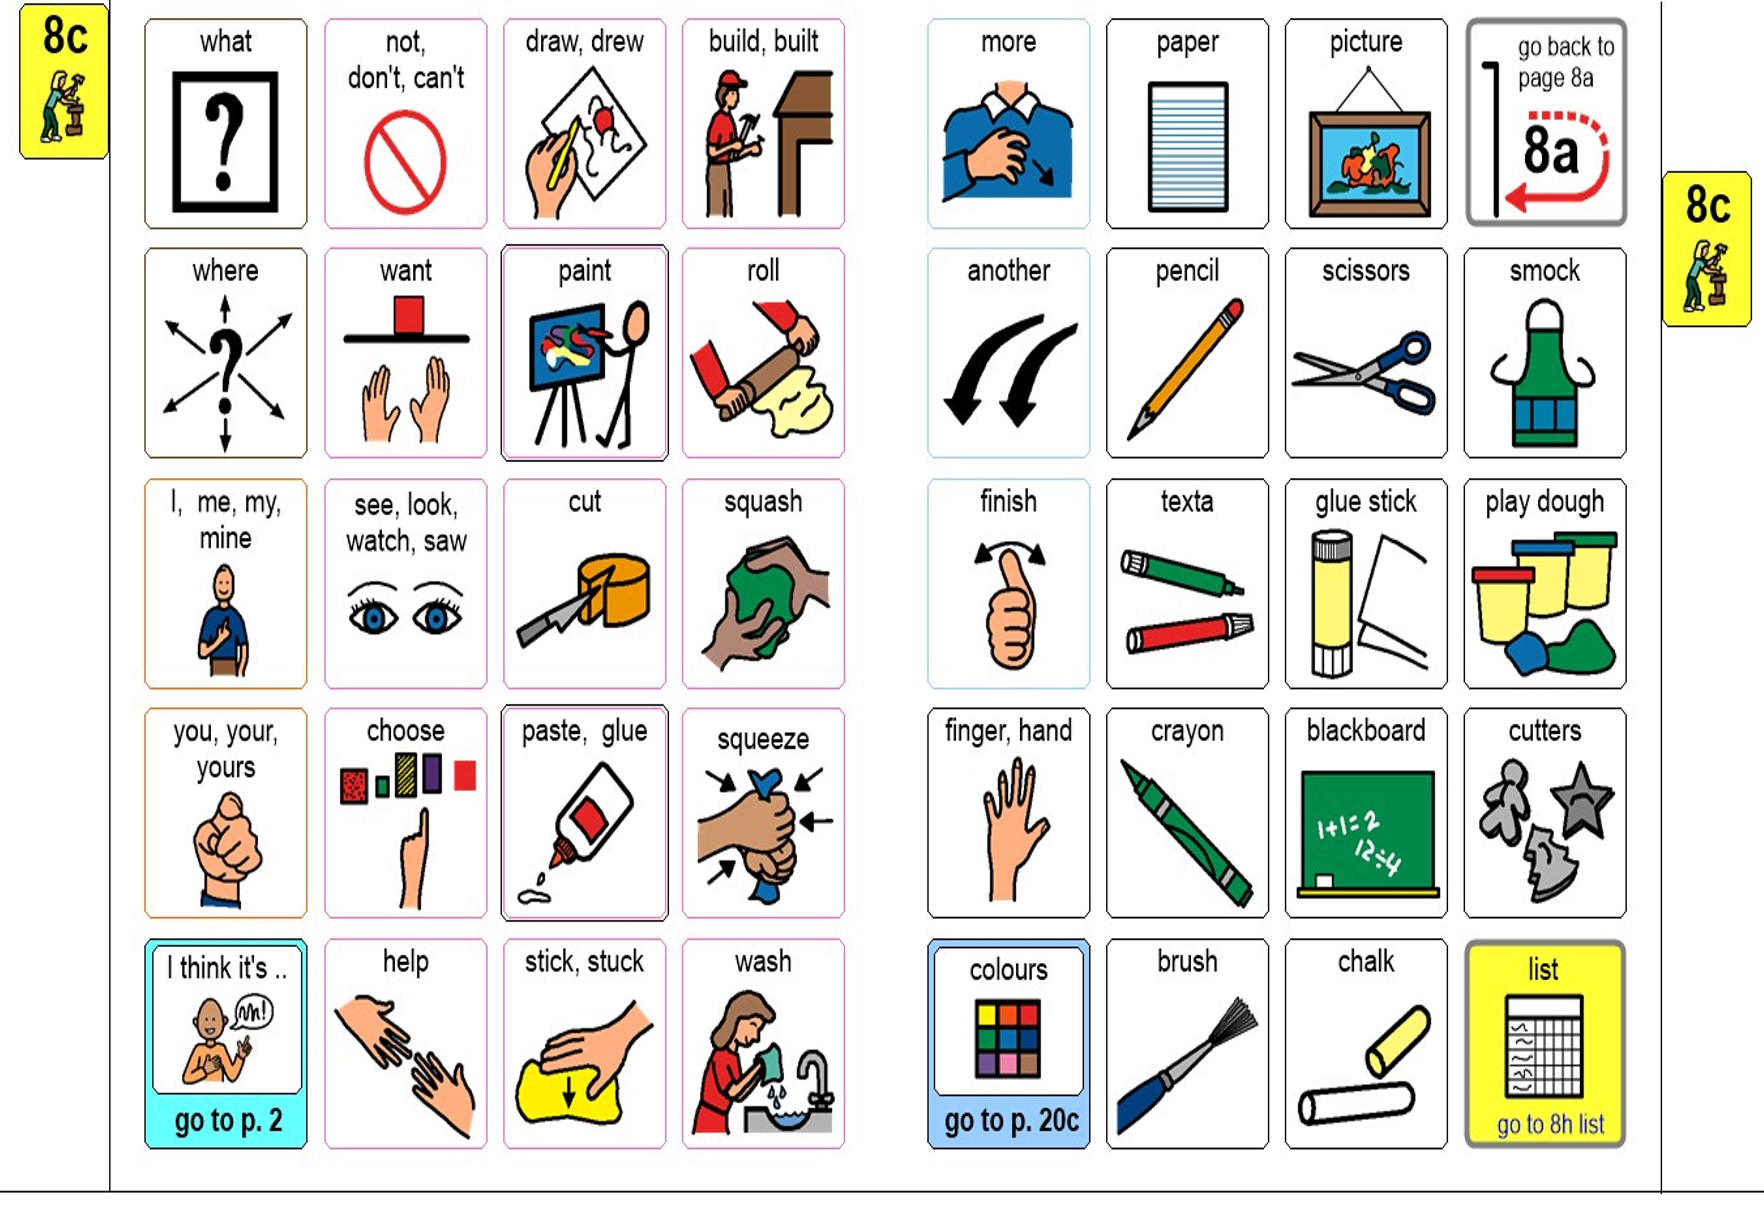 8c
what
not,
don't, can't
draw, drew
build, built
more
paper
picture
go back to
page 8a
8a
where
want
paint
roll
another
pencil
scissors
smock
8c
I, me, my,
mine
see, look,
watch, saw
cut
squash
finish
texta
glue stick
play dough
you, your,
yours
choose
paste, glue
squeeze
finger, hand
crayon
blackboard
1+1=2
12÷4
cutters
I think it's ..
go to p. 2
help
stick, stuck
wash
colours
go to p. 20c
brush
chalk
list
go to 8h list